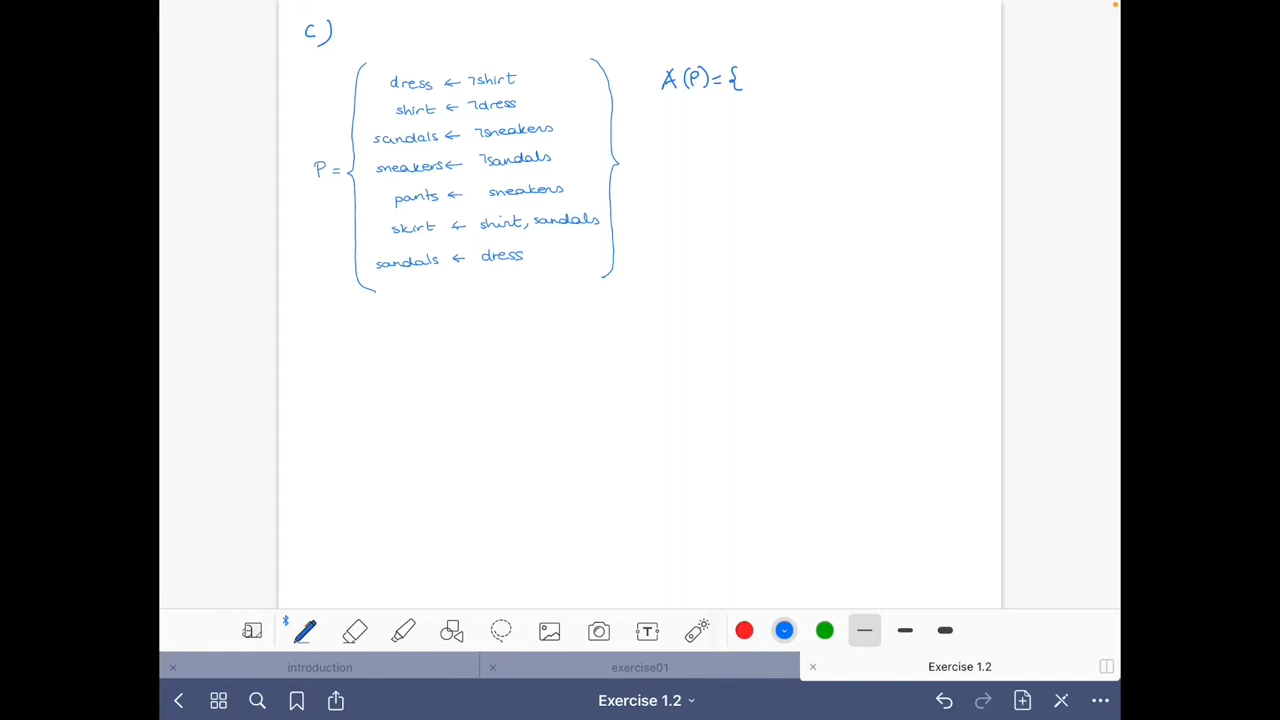 c)
dress ← ¬shirt
A(P) = {
shirt ← ¬dress
sandals ← ¬sneakers
sneakers ← ¬sandals
P =
pants ← sneakers
skirt ← shirt, sandals
sandals ← dress
introduction
exercise01
Exercise 1.2
Exercise 1.2